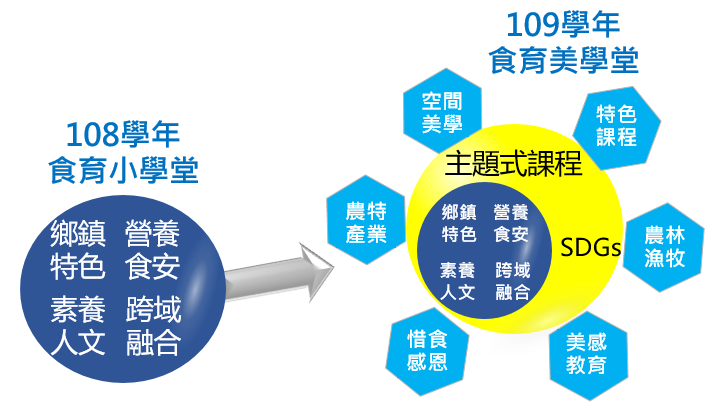 108學年
食育小學堂
鄉鎮 營養
特色 食安
素養 跨域
人文 融合
109學年
食育美學堂
空間
美學
特色
課程
主題式課程
農特
產業
鄉鎮 營養
特色 食安
素養 跨域
人文 融合
SDGs
農林
漁牧
惜食
感恩
美感
教育